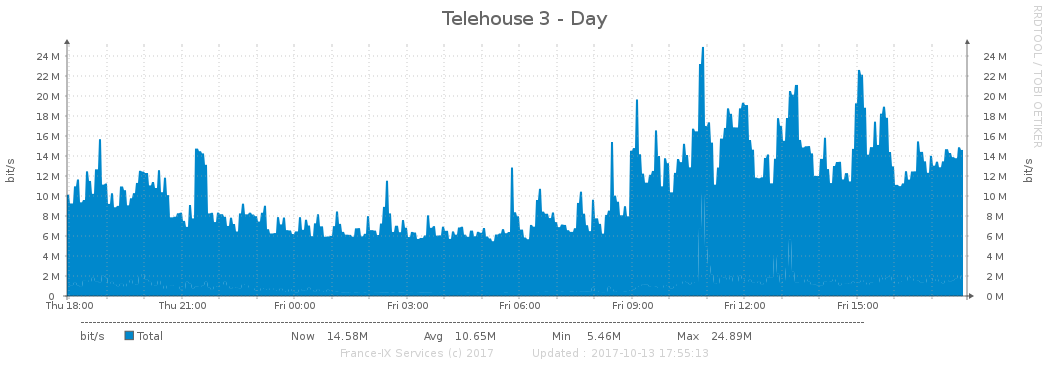 Telehouse 3 - Day
RRDTOOL / TOBI OETIKER
bit/s
24 M 24 M
22 M 22 M
20 M 20 M
18 M 18 M
16 M 16 M
14 M 14 M
12 M 12 M
10 M 10 M
8 M 8 M
6 M 6 M
4 M 4 M
2 M 2 M
0 0 M
bit/s
Thu 18:00 Thu 21:00 Fri 00:00 Fri 03:00 Fri 06:00 Fri 09:00 Fri 12:00 Fri 15:00
bit/s Total Now 14.58M Avg 10.65M Min 5.46M Max 24.89M
France-IX Services (c) 2017 Updated : 2017-10-13 17:55:13